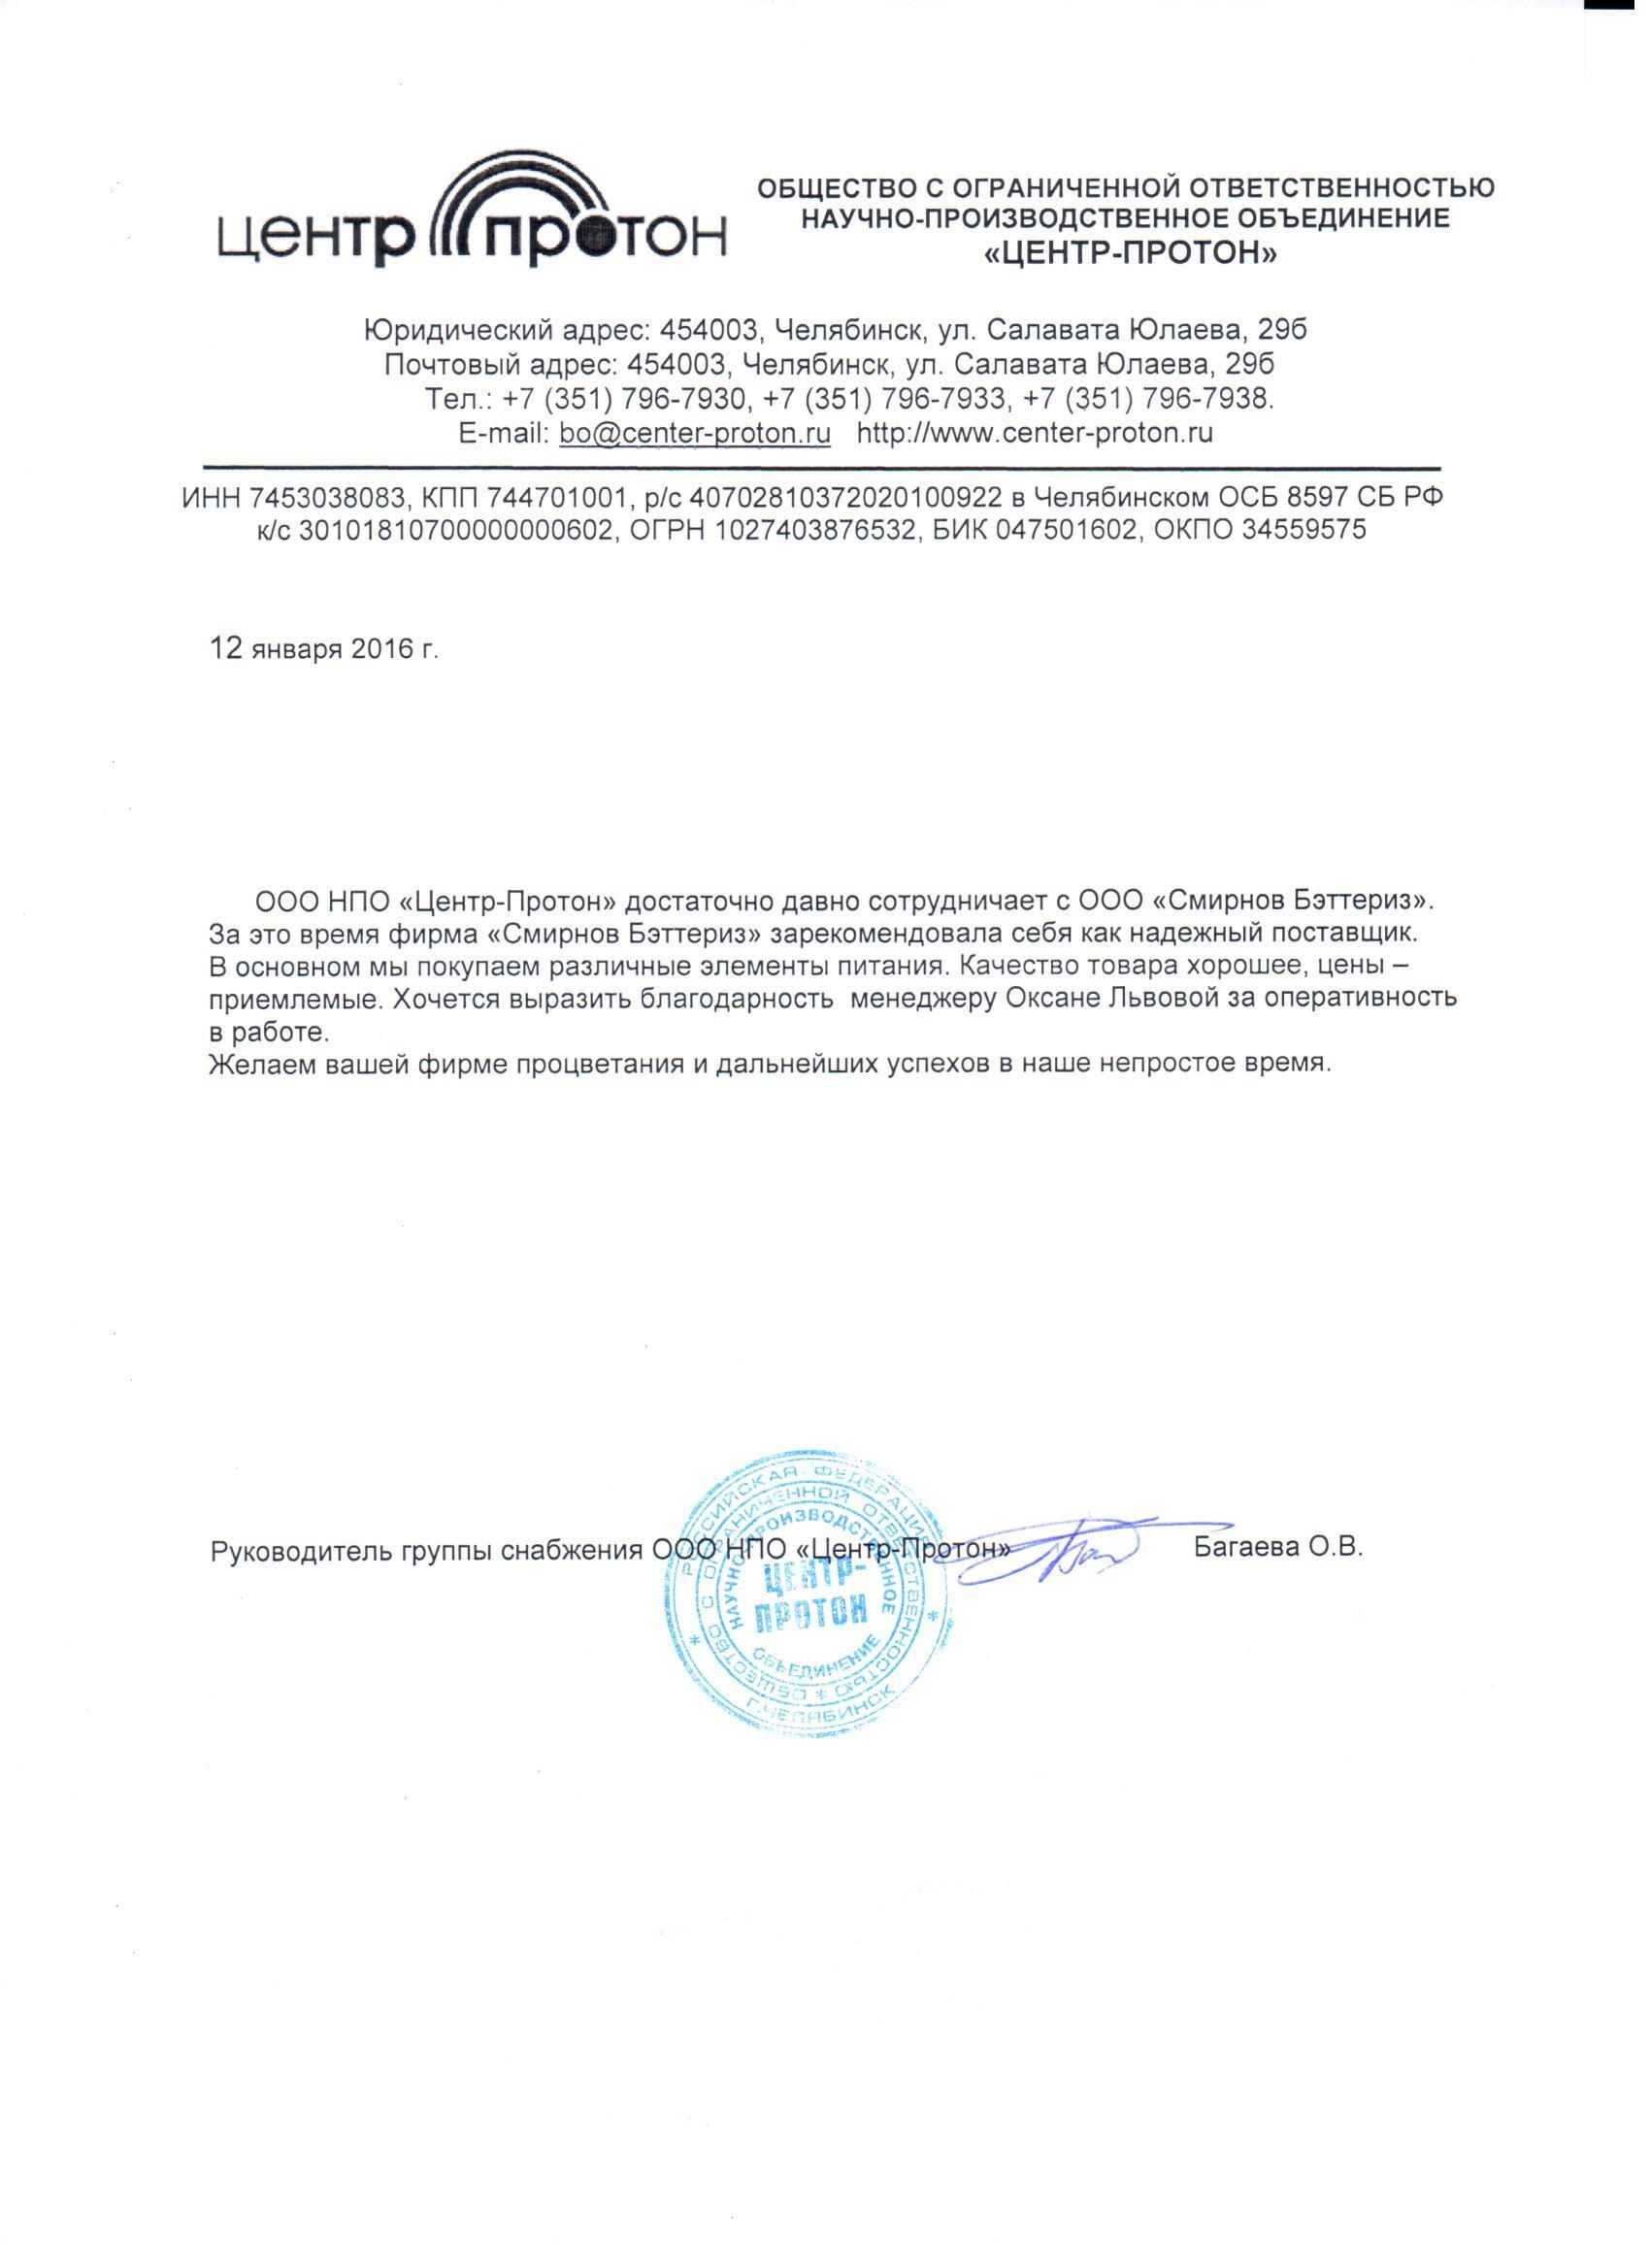 центр протон
ОБЩЕСТВО С ОГРАНИЧЕННОЙ ОТВЕТСТВЕННОСТЬЮ
НАУЧНО-ПРОИЗВОДСТВЕННОЕ ОБЪЕДИНЕНИЕ
«ЦЕНТР-ПРОТОН»
Юридический адрес: 454003, Челябинск, ул. Салавата Юлаева, 29б
Почтовый адрес: 454003, Челябинск, ул. Салавата Юлаева, 29б
Тел.: +7 (351) 796-7930, +7 (351) 796-7933, +7 (351) 796-7938.
E-mail: bo@center-proton.ru http://www.center-proton.ru
ИНН 7453038083, КПП 744701001, р/с 40702810372020100922 в Челябинском ОСБ 8597 СБ РФ
к/с 30101810700000000602, ОГРН 1027403876532, БИК 047501602, ОКПО 34559575
12 января 2016 г.
ООО НПО «Центр-Протон» достаточно давно сотрудничает с ООО «Смирнов Бэттериз».
За это время фирма «Смирнов Бэттериз» зарекомендовала себя как надежный поставщик.
В основном мы покупаем различные элементы питания. Качество товара хорошее, цены –
приемлемые. Хочется выразить благодарность менеджеру Оксане Львовой за оперативность
в работе.
Желаем вашей фирме процветания и дальнейших успехов в наше непростое время.
Руководитель группы снабжения ООО НПО «Центр-Протон» Багаева О.В.
РОССИЙСКАЯ ФЕДЕРАЦИЯ * Г.ЧЕЛЯБИНСК *
ОБЩЕСТВО С ОГРАНИЧЕННОЙ ОТВЕТСТВЕННОСТЬЮ *
НАУЧНО-ПРОИЗВОДСТВЕННОЕ
ЦЕНТР-
ПРОТОН
ОБЪЕДИНЕНИЕ